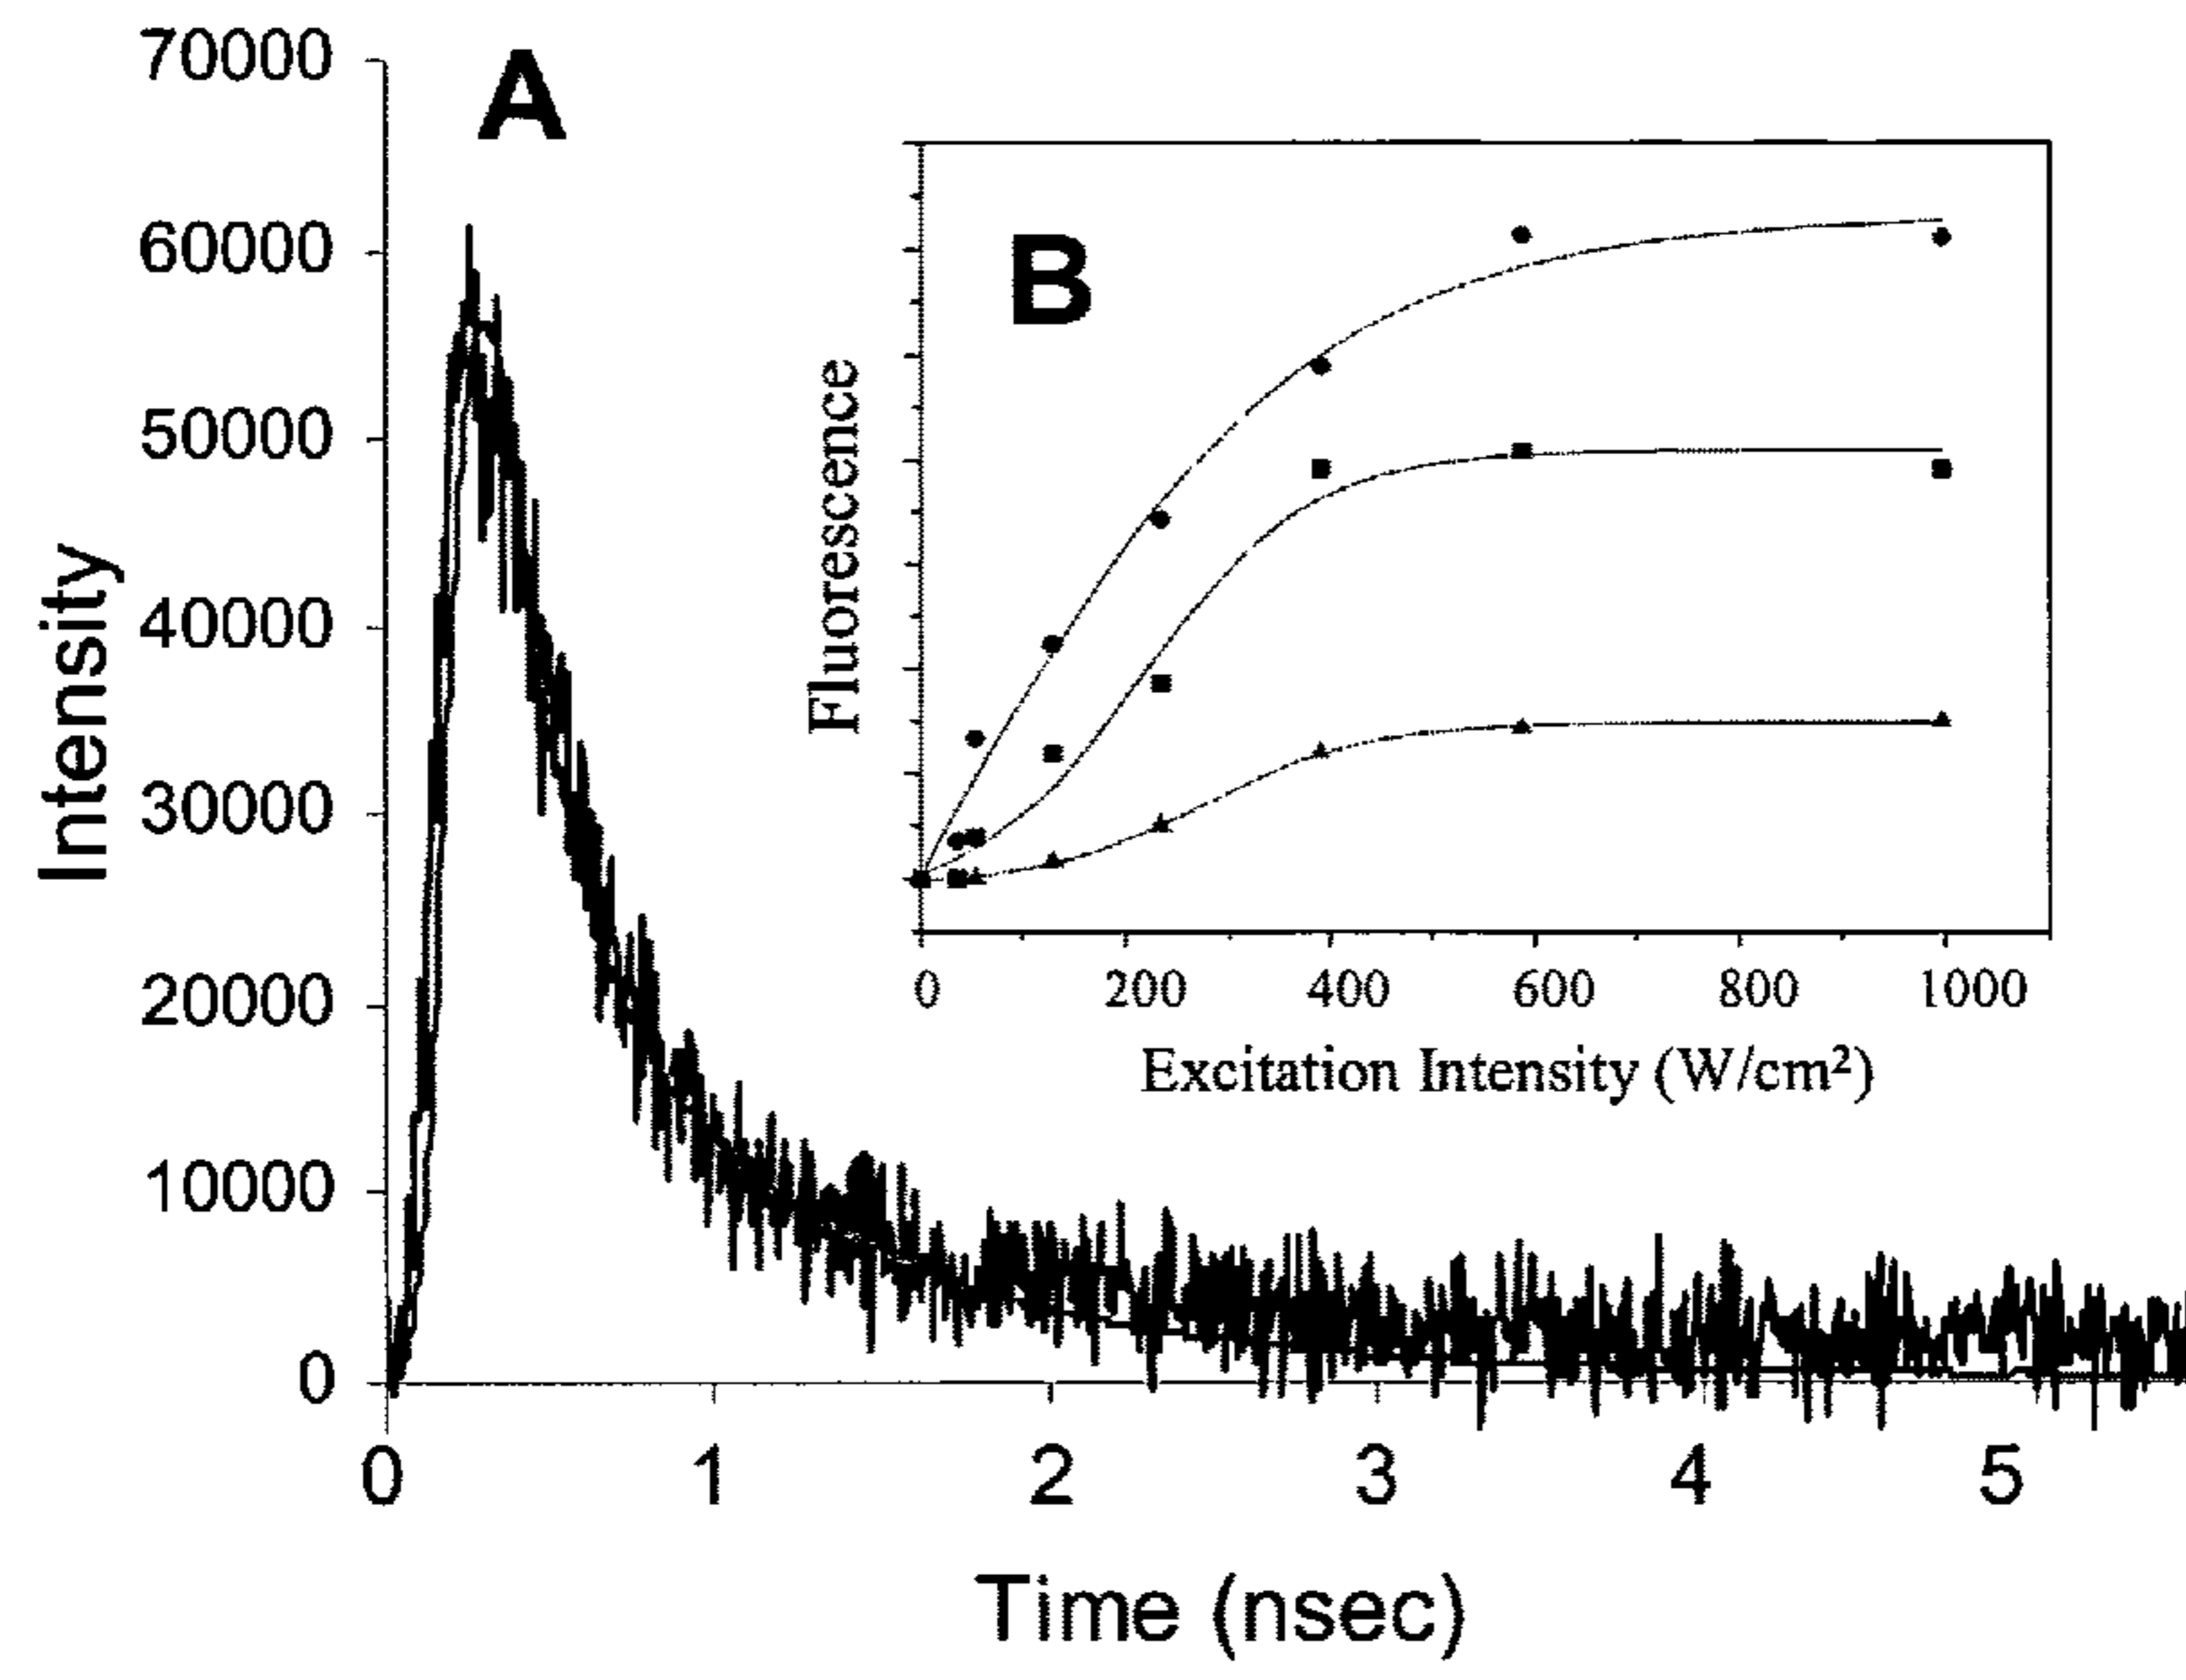 A
70000
60000
50000
40000
30000
20000
10000
0
Intensity
0 1 2 3 4 5
Time (nsec)
B
Fluorescence
0 200 400 600 800 1000
Excitation Intensity (W/cm²)